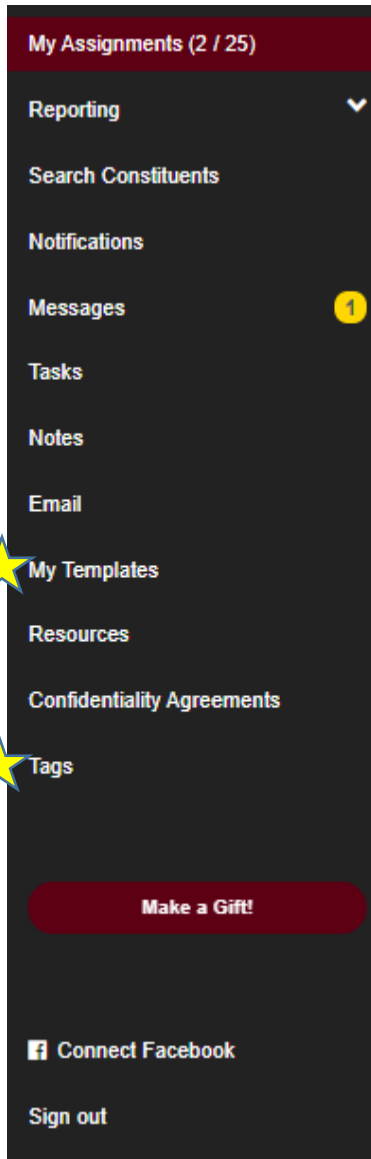 My Assignments (2 / 25)
Reporting
Search Constituents
Notifications
Messages 1
Tasks
Notes
Email
My Templates
Resources
Confidentiality Agreements
Tags
Make a Gift!
Connect Facebook
Sign out